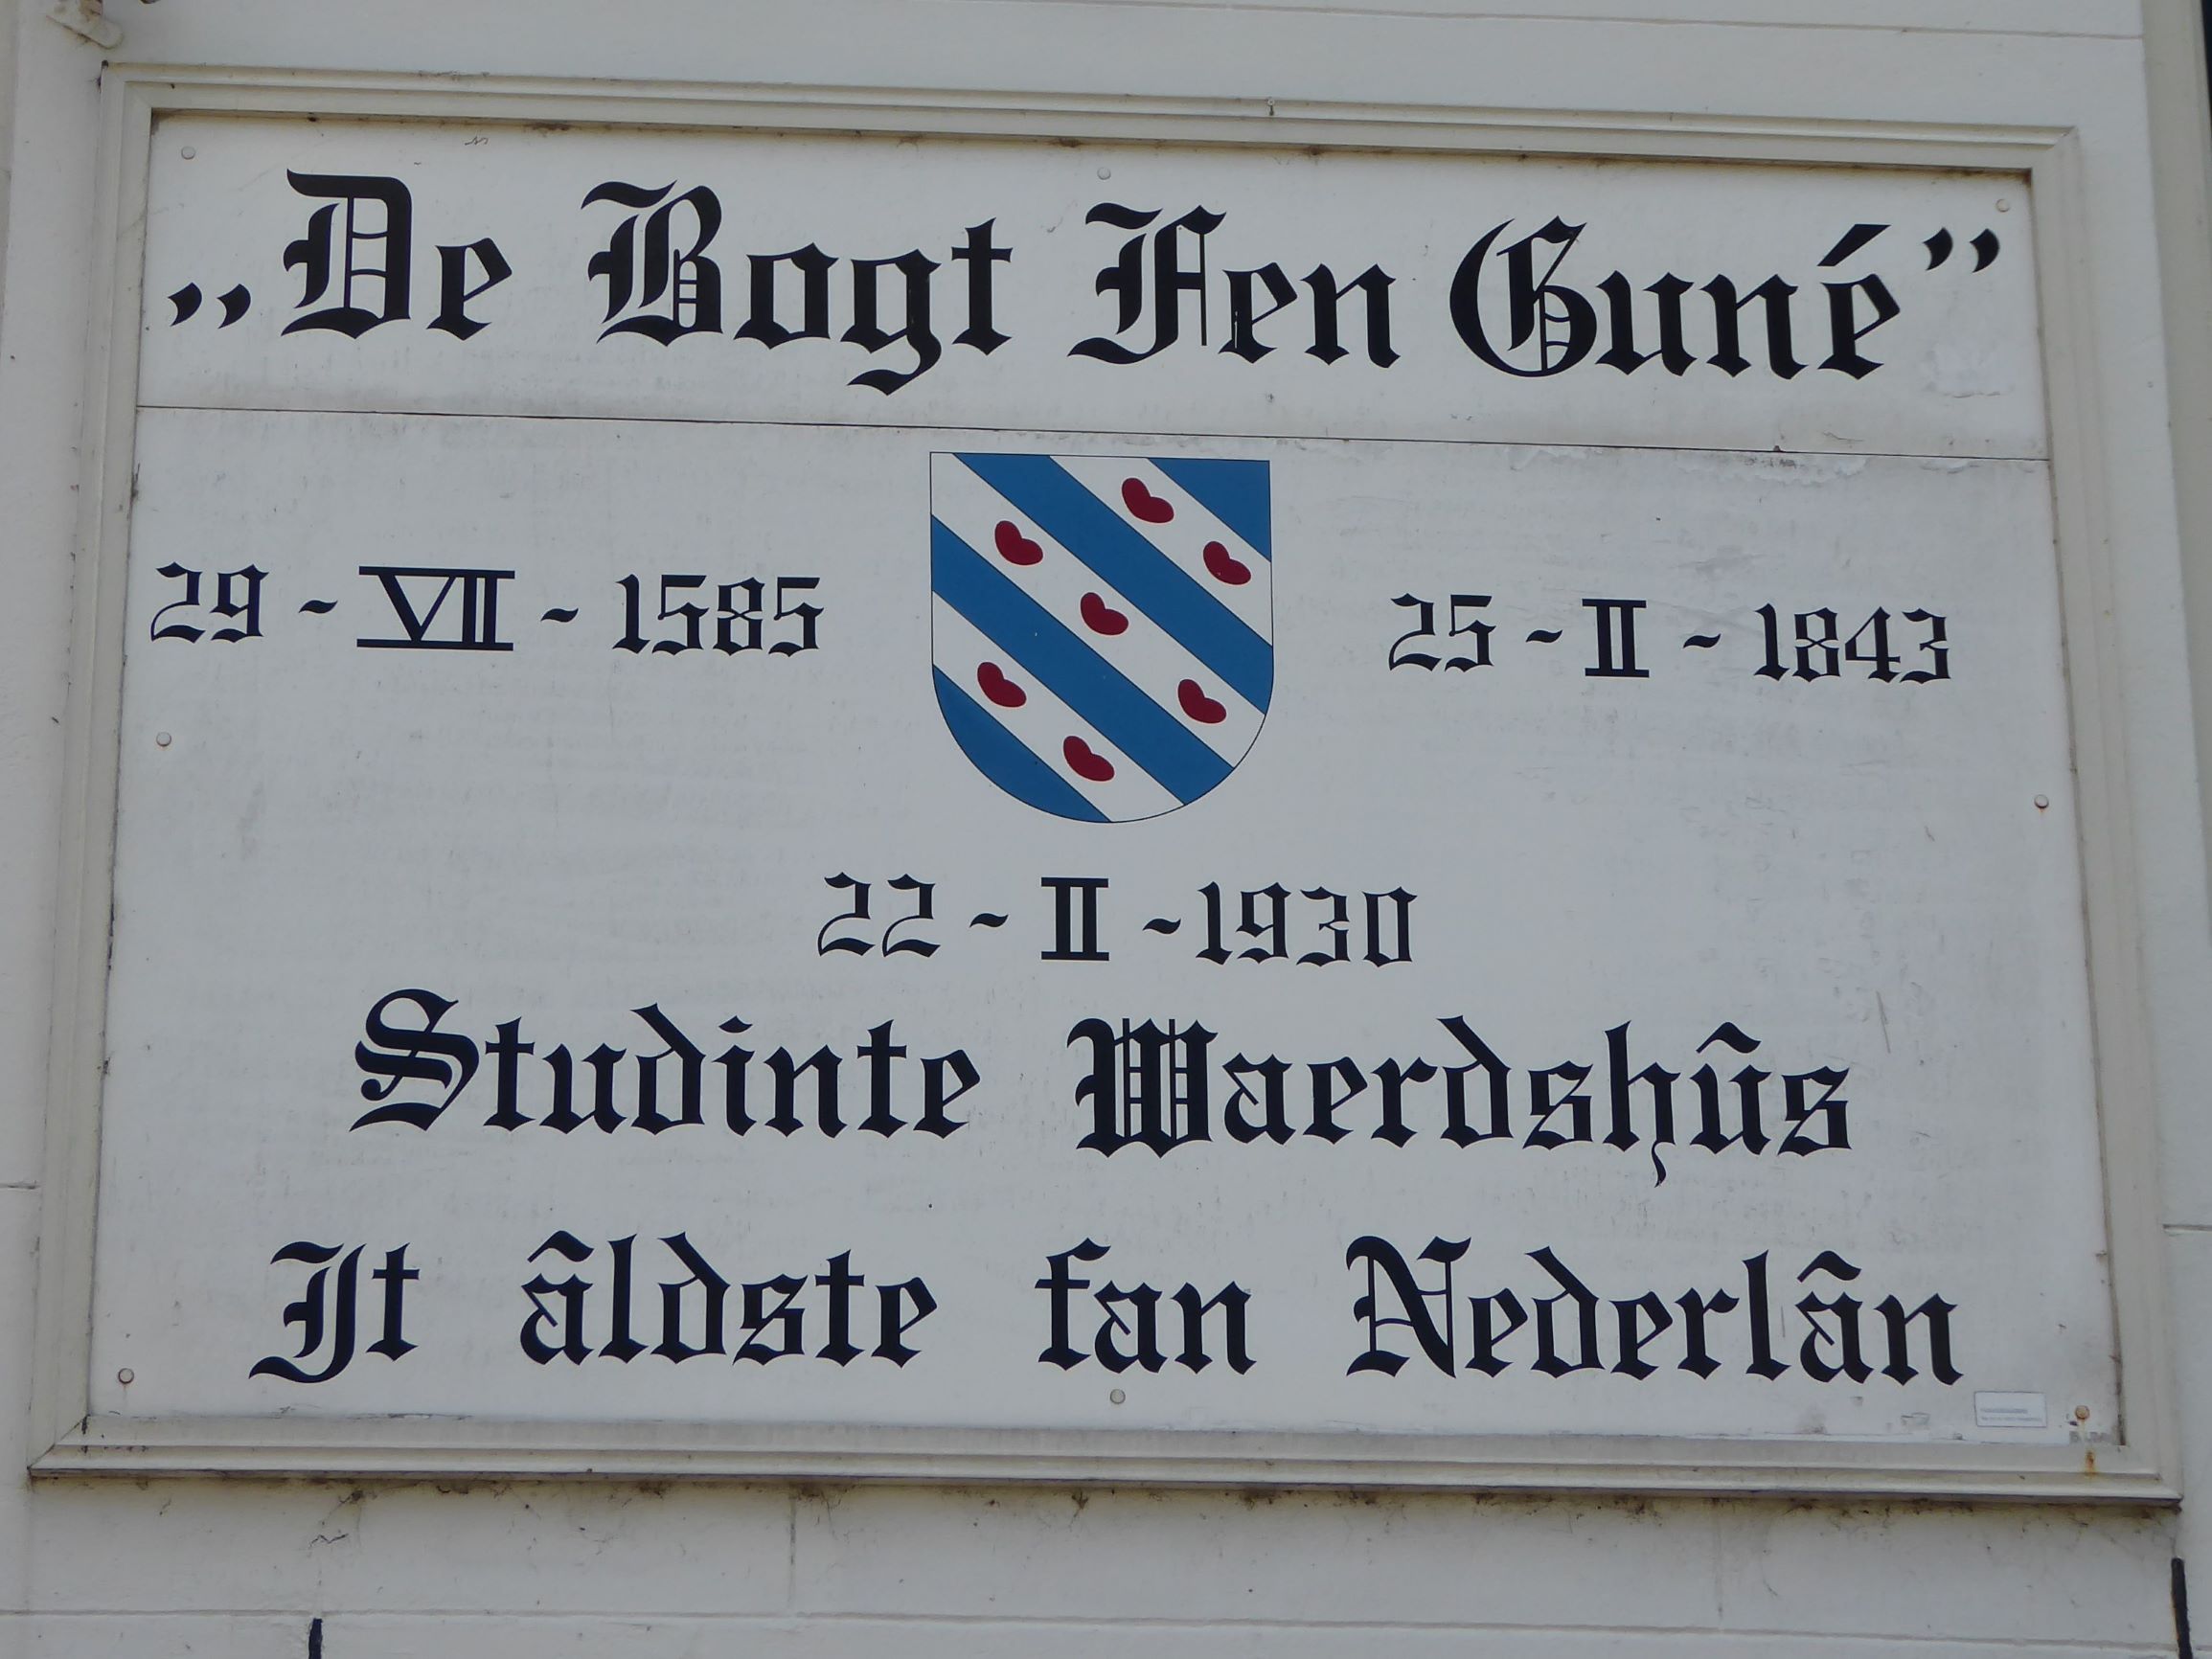 „De Bogt Fen Guné”
29 - VII - 1585
25 - II - 1843
22 - II - 1930
Studinte Waerdshûs
It âldste fan Nederlân